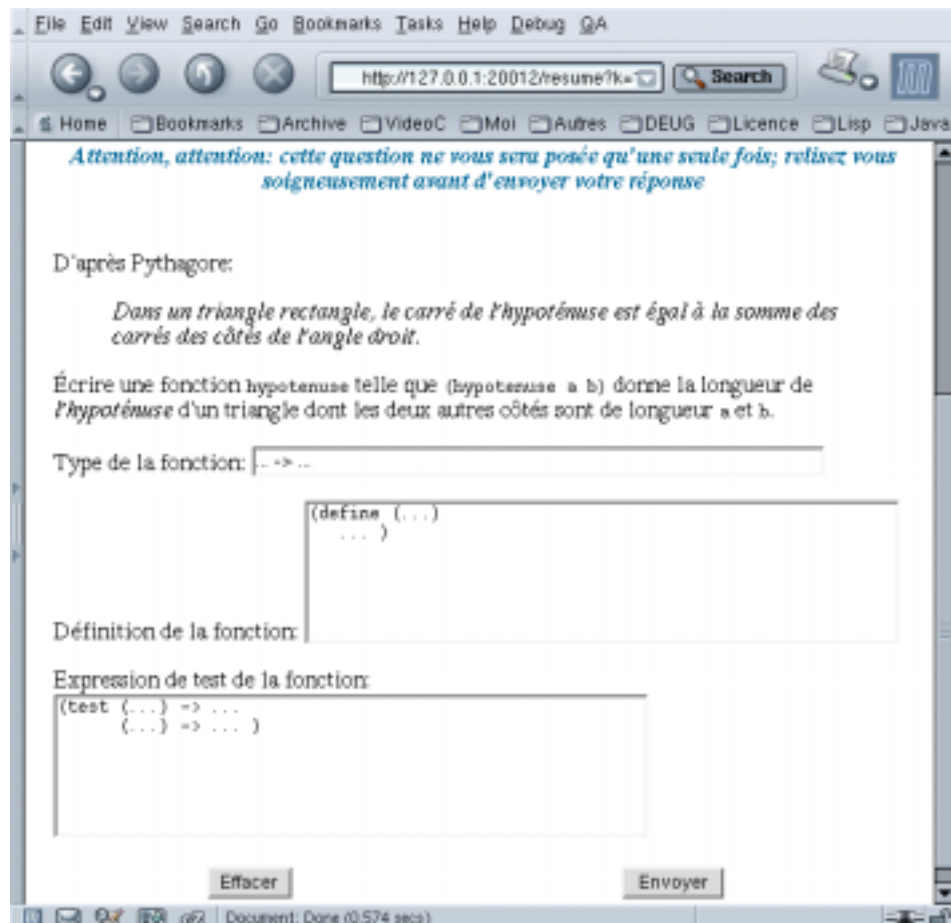 File Edit View Search Go Bookmarks Tasks Help Debug QA
http://127.0.0.1:20012/resume?k= Search
Home Bookmarks Archive VideoC Moi Autres DEUG Licence Lisp Java
Attention, attention: cette question ne vous sera posée qu'une seule fois; relisez vous
soigneusement avant d'envoyer votre réponse
D'après Pythagore:
Dans un triangle rectangle, le carré de l'hypoténuse est égal à la somme des
carrés des côtés de l'angle droit.
Écrire une fonction hypotenuse telle que (hypotenuse a b) donne la longueur de
l'hypoténuse d'un triangle dont les deux autres côtés sont de longueur a et b.
Type de la fonction: ... -> ...
(define (...)
... )
Définition de la fonction:
Expression de test de la fonction:
(test (...) -> ...
(...) -> ... )
Effacer Envoyer
Document: Done (0.574 secs)